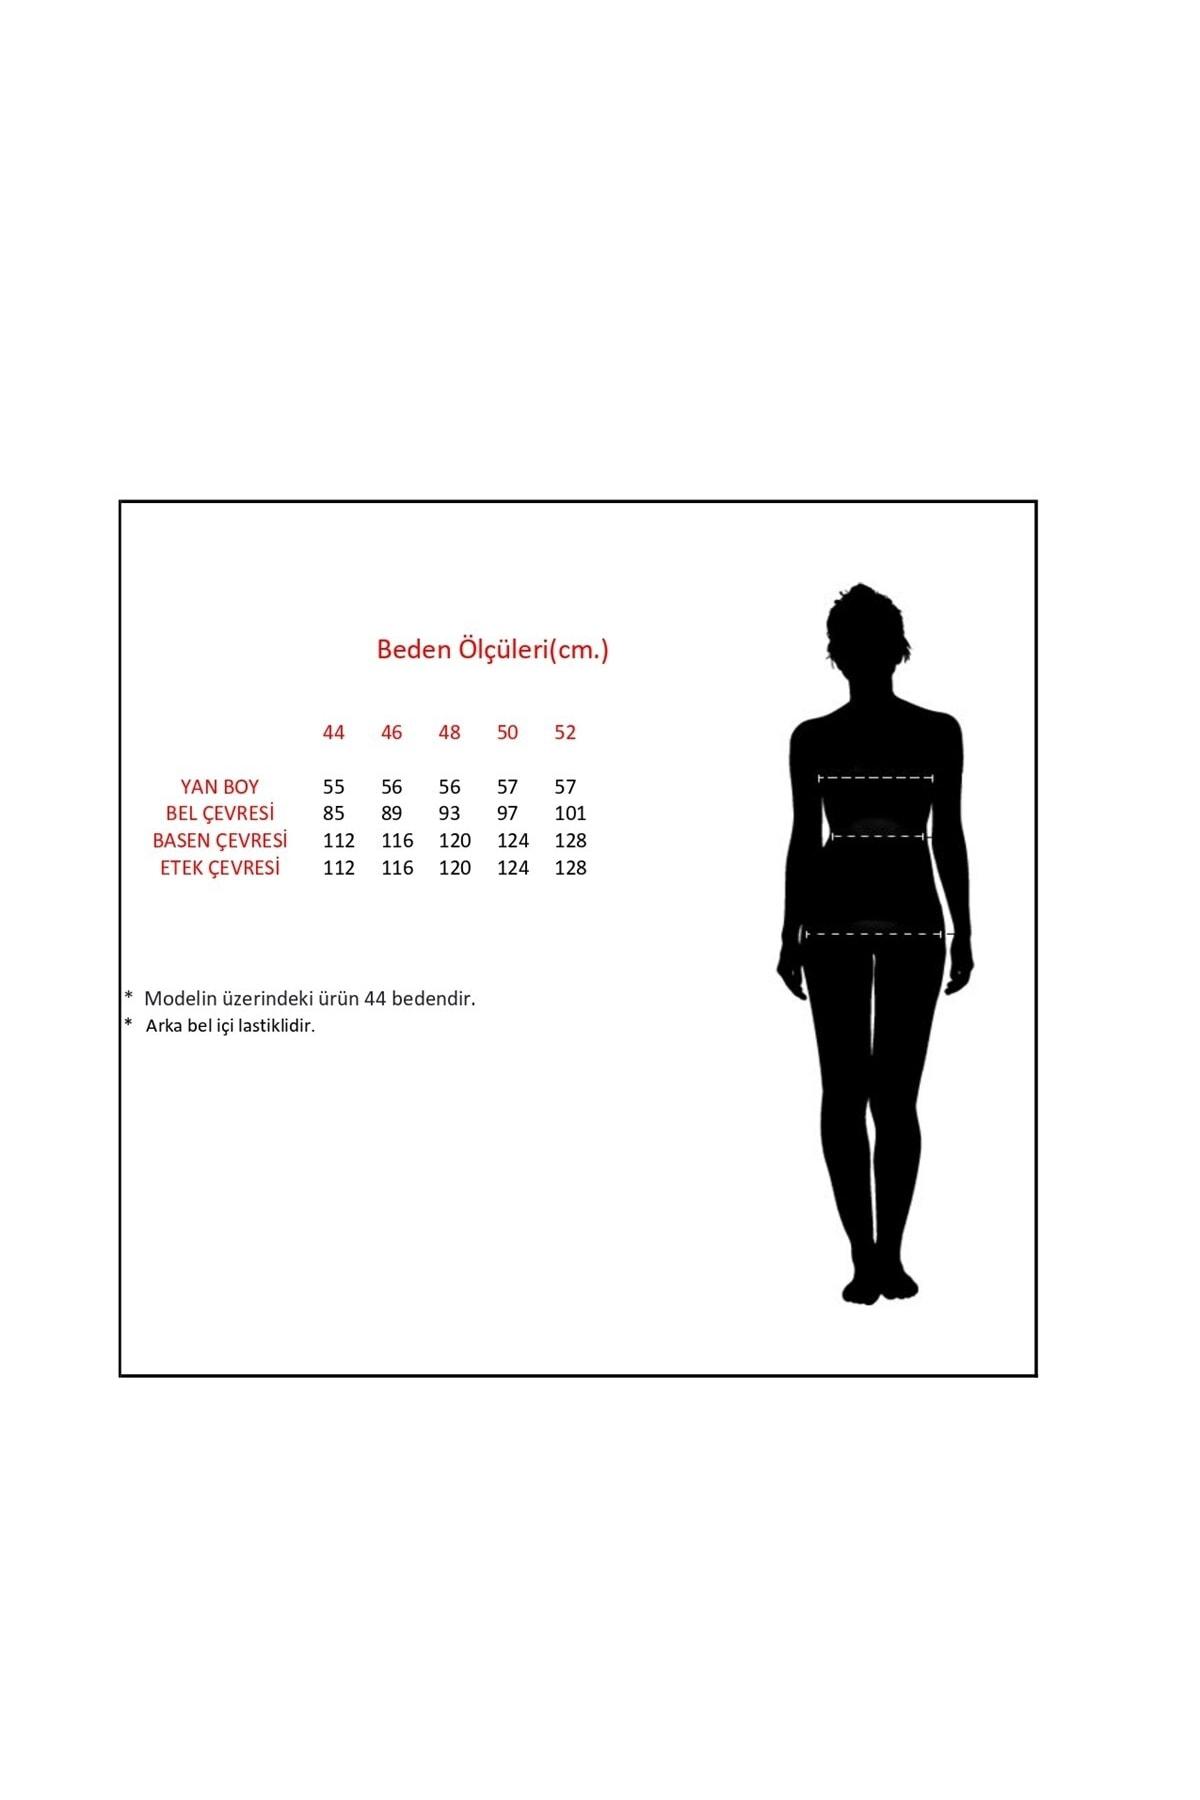 Beden Ölçüleri(cm.)
44 46 48 50 52
YAN BOY 55 56 56 57 57
BEL ÇEVRESİ 85 89 93 97 101
BASEN ÇEVRESİ 112 116 120 124 128
ETEK ÇEVRESİ 112 116 120 124 128
* Modelin üzerindeki ürün 44 bedendir.
* Arka bel içi lastiklidir.